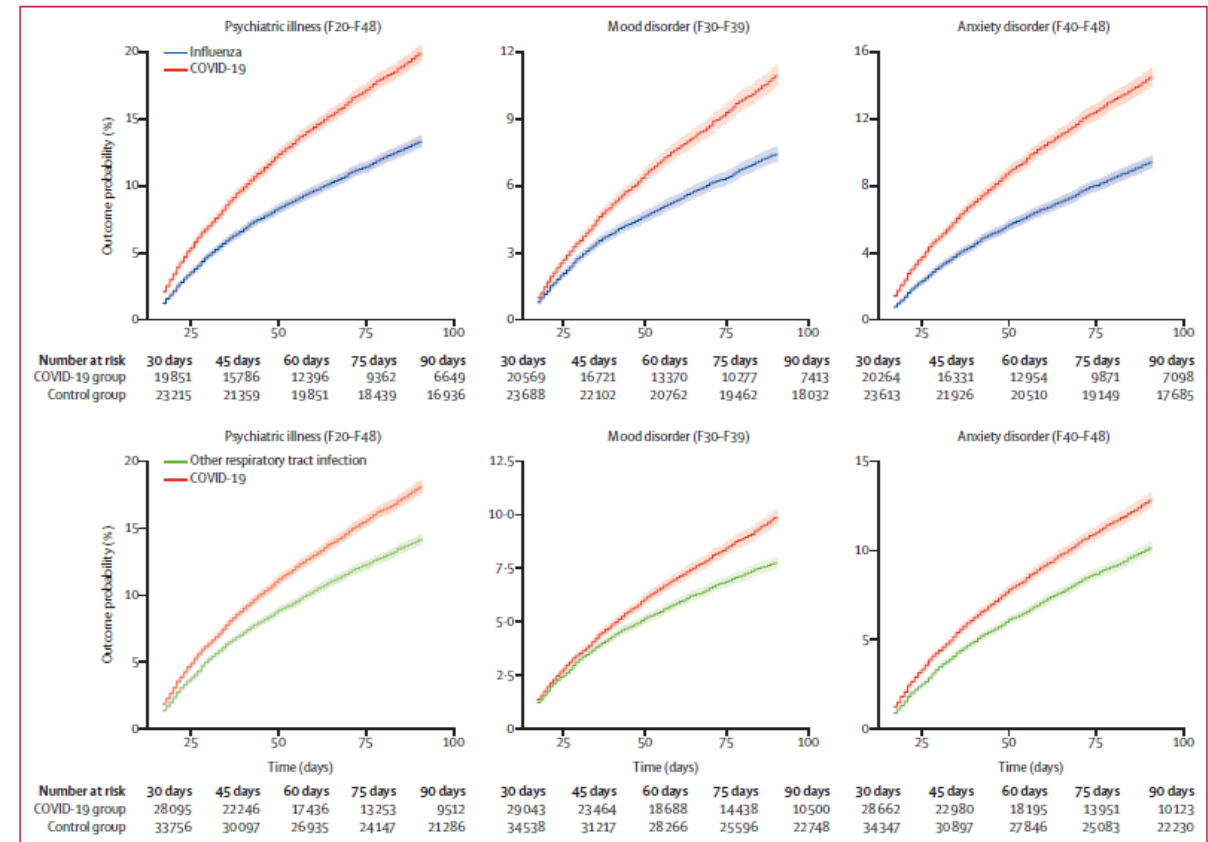 Psychiatric illness (F20–F48)
Mood disorder (F30–F39)
Anxiety disorder (F40–F48)
Influenza
COVID-19
Outcome probability (%)
20
15
10
5
0
25 50 75 100
12
9
6
3
0
25 50 75 100
16
12
8
4
0
25 50 75 100
Number at risk 30 days 45 days 60 days 75 days 90 days 30 days 45 days 60 days 75 days 90 days 30 days 45 days 60 days 75 days 90 days
COVID-19 group 19851 15786 12396 9362 6649 20569 16721 13370 10277 7413 20264 16331 12954 9871 7098
Control group 23215 21359 19851 18439 16936 23688 22102 20762 19462 18032 23613 21926 20510 19149 17685
Psychiatric illness (F20–F48)
Mood disorder (F30–F39)
Anxiety disorder (F40–F48)
Other respiratory tract infection
COVID-19
Outcome probability (%)
20
15
10
5
0
25 50 75 100
Time (days)
12·5
10·0
7·5
5·0
2·5
0
25 50 75 100
Time (days)
15
10
5
0
25 50 75 100
Time (days)
Number at risk 30 days 45 days 60 days 75 days 90 days 30 days 45 days 60 days 75 days 90 days 30 days 45 days 60 days 75 days 90 days
COVID-19 group 28095 22246 17436 13253 9512 29043 23464 18688 14438 10500 28662 22980 18195 13951 10123
Control group 33756 30097 26935 24147 21286 34538 31217 28266 25596 22748 34347 30897 27846 25083 22230